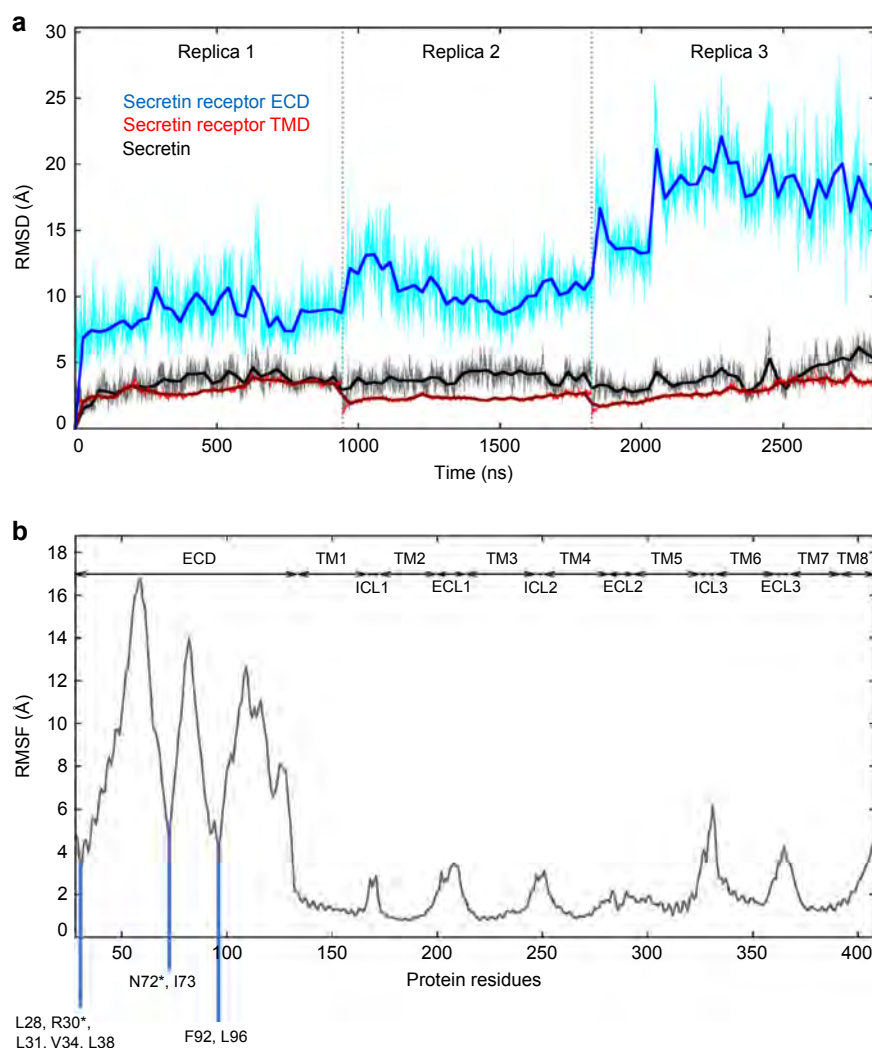 a
30
25
20
15
10
5
0
RMSD (Å)
Replica 1
Replica 2
Replica 3
Secretin receptor ECD
Secretin receptor TMD
Secretin
0
500
1000
1500
2000
2500
Time (ns)
b
18
16
14
12
10
8
6
4
2
0
RMSF (Å)
ECD
TM1
TM2
TM3
TM4
TM5
TM6
TM7
TM8
ICL1
ECL1
ICL2
ECL2
ICL3
ECL3
50
100
150
200
250
300
350
400
Protein residues
N72*, I73
L28, R30*,
L31, V34, L38
F92, L96